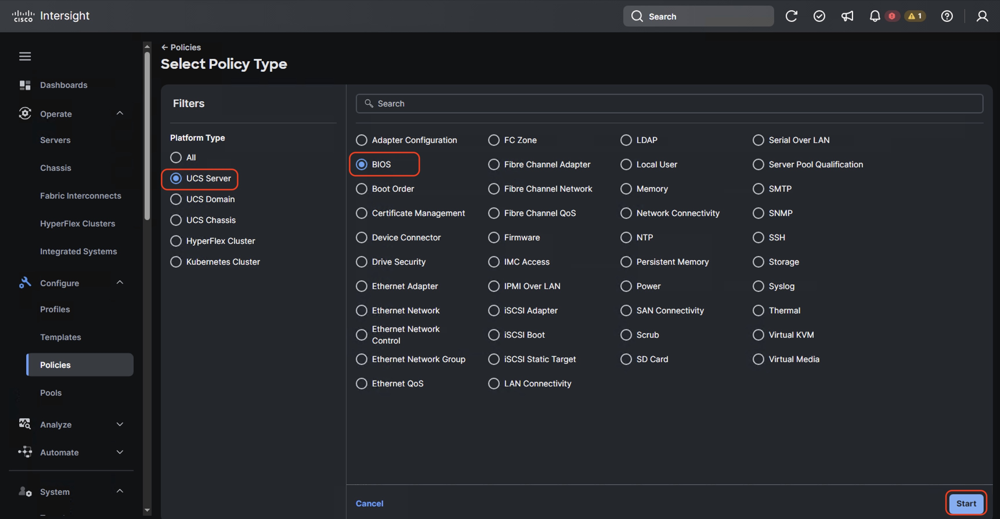 CISCO Intersight
Search
1
Dashboards
Operate
Servers
Chassis
Fabric Interconnects
HyperFlex Clusters
Integrated Systems
Configure
Profiles
Templates
Policies
Pools
Analyze
Automate
System
← Policies
Select Policy Type
Filters
Platform Type
All
UCS Server
UCS Domain
UCS Chassis
HyperFlex Cluster
Kubernetes Cluster
Search
Adapter Configuration
BIOS
Boot Order
Certificate Management
Device Connector
Drive Security
Ethernet Adapter
Ethernet Network
Ethernet Network
Control
Ethernet Network Group
Ethernet QoS
FC Zone
Fibre Channel Adapter
Fibre Channel Network
Fibre Channel QoS
Firmware
IMC Access
IPMI Over LAN
iSCSI Adapter
iSCSI Boot
iSCSI Static Target
LAN Connectivity
LDAP
Local User
Memory
Network Connectivity
NTP
Persistent Memory
Power
SAN Connectivity
Scrub
SD Card
Serial Over LAN
Server Pool Qualification
SMTP
SNMP
SSH
Storage
Syslog
Thermal
Virtual KVM
Virtual Media
Cancel
Start